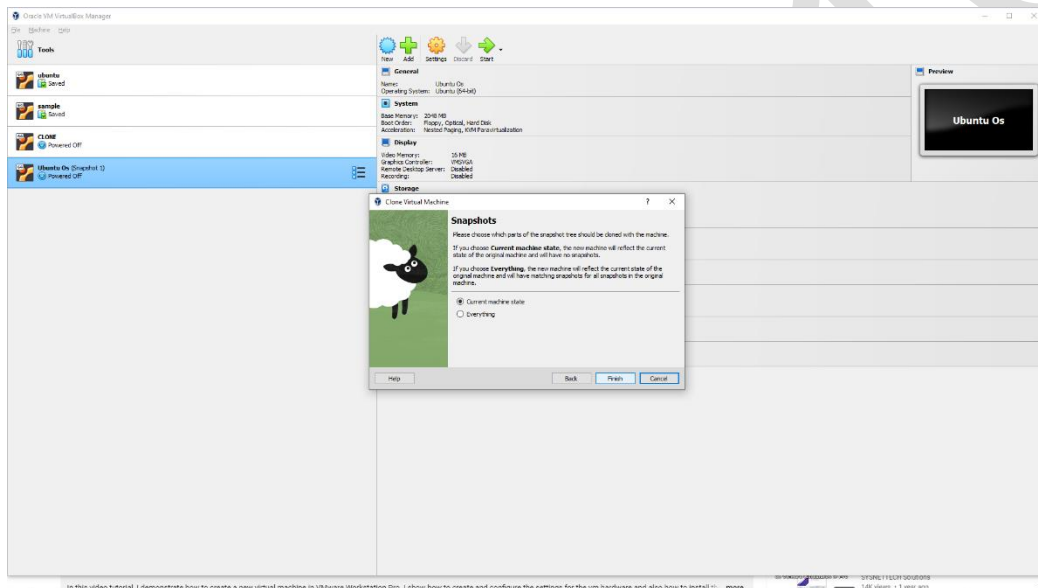 Oracle VM VirtualBox Manager
File Machine Help
Tools
New Add Settings Discard Start
ubuntu
Saved
sample
Saved
CLONE
Powered Off
Ubuntu Os (Snapshot 1)
Powered Off
General
Name: Ubuntu Os
Operating System: Ubuntu (64-bit)
System
Base Memory: 2048 MB
Boot Order: Floppy, Optical, Hard Disk
Acceleration: Nested Paging, KVM Paravirtualization
Display
Video Memory: 16 MB
Graphics Controller: VMSVGA
Remote Desktop Server: Disabled
Recording: Disabled
Storage
Preview
Ubuntu Os
Clone Virtual Machine
Snapshots
Please choose which parts of the snapshot tree should be cloned with the machine.
If you choose Current machine state, the new machine will reflect the current
state of the original machine and will have no snapshots.
If you choose Everything, the new machine will reflect the current state of the
original machine and will have matching snapshots for all snapshots in the original
machine.
Current machine state
Everything
Help Back Finish Cancel
In this video tutorial, I demonstrate how to create a new virtual machine in VMware Workstation Pro. I show how to create and configure the settings for the vm hardware and also how to install
more
SYSNETTECH Solutions
14K views • 1 year ago